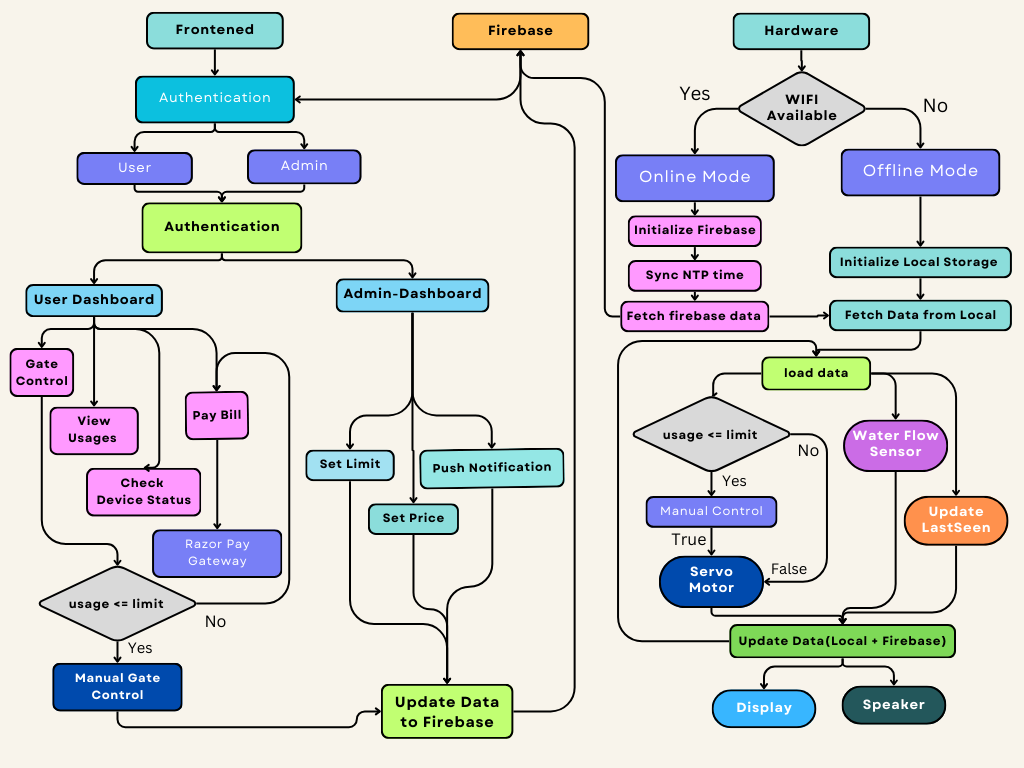 Frontened
Firebase
Hardware
Authentication
Yes
WIFI
Available
No
User
Admin
Online Mode
Offline Mode
Authentication
Initialize Firebase
Initialize Local Storage
Sync NTP time
User Dashboard
Admin-Dashboard
Fetch firebase data
Fetch Data from Local
Gate
Control
load data
View
Usages
Pay Bill
usage <= limit
No
Water Flow
Sensor
Check
Device Status
Set Limit
Push Notification
Yes
Manual Control
Set Price
Update
LastSeen
Razor Pay
Gateway
True
Servo
Motor
False
usage <= limit
No
Yes
Update Data(Local + Firebase)
Manual Gate
Control
Update Data
to Firebase
Display
Speaker